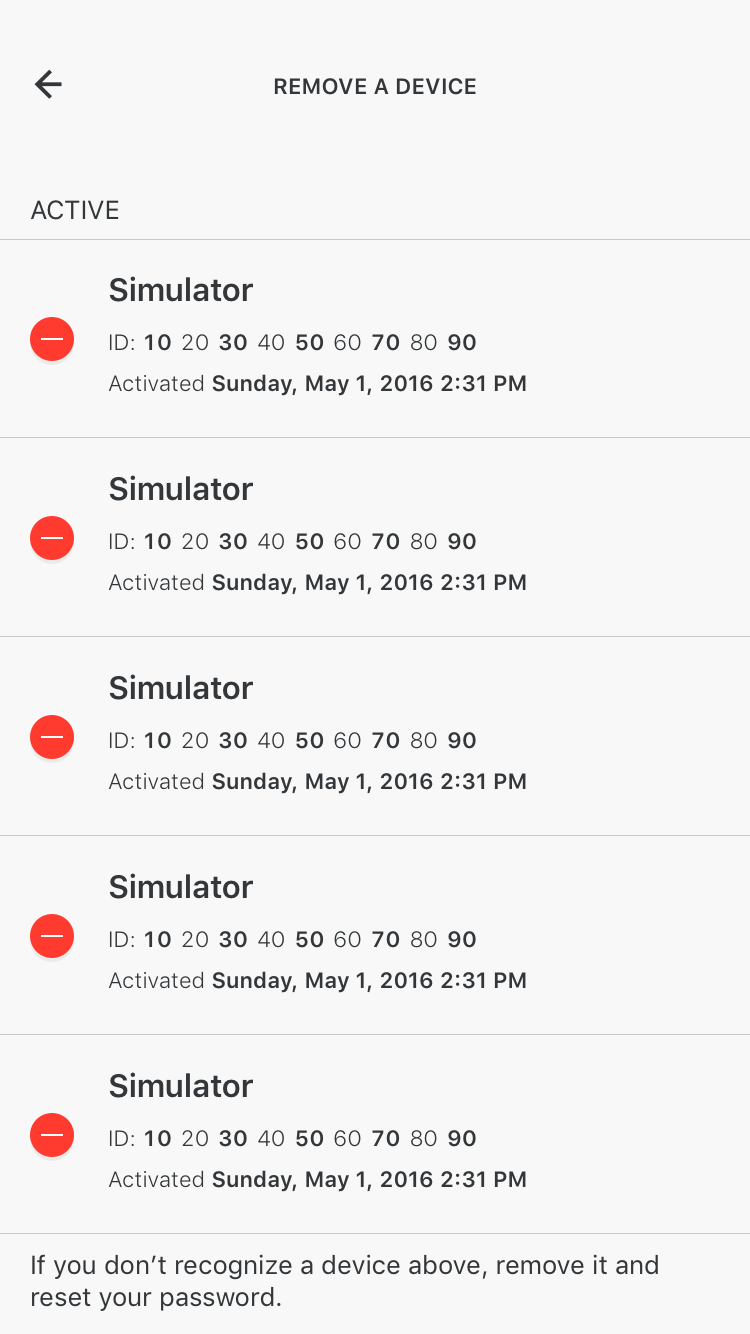 REMOVE A DEVICE
ACTIVE
Simulator
ID: 10 20 30 40 50 60 70 80 90
Activated Sunday, May 1, 2016 2:31 PM
Simulator
ID: 10 20 30 40 50 60 70 80 90
Activated Sunday, May 1, 2016 2:31 PM
Simulator
ID: 10 20 30 40 50 60 70 80 90
Activated Sunday, May 1, 2016 2:31 PM
Simulator
ID: 10 20 30 40 50 60 70 80 90
Activated Sunday, May 1, 2016 2:31 PM
Simulator
ID: 10 20 30 40 50 60 70 80 90
Activated Sunday, May 1, 2016 2:31 PM
If you don’t recognize a device above, remove it and
reset your password.